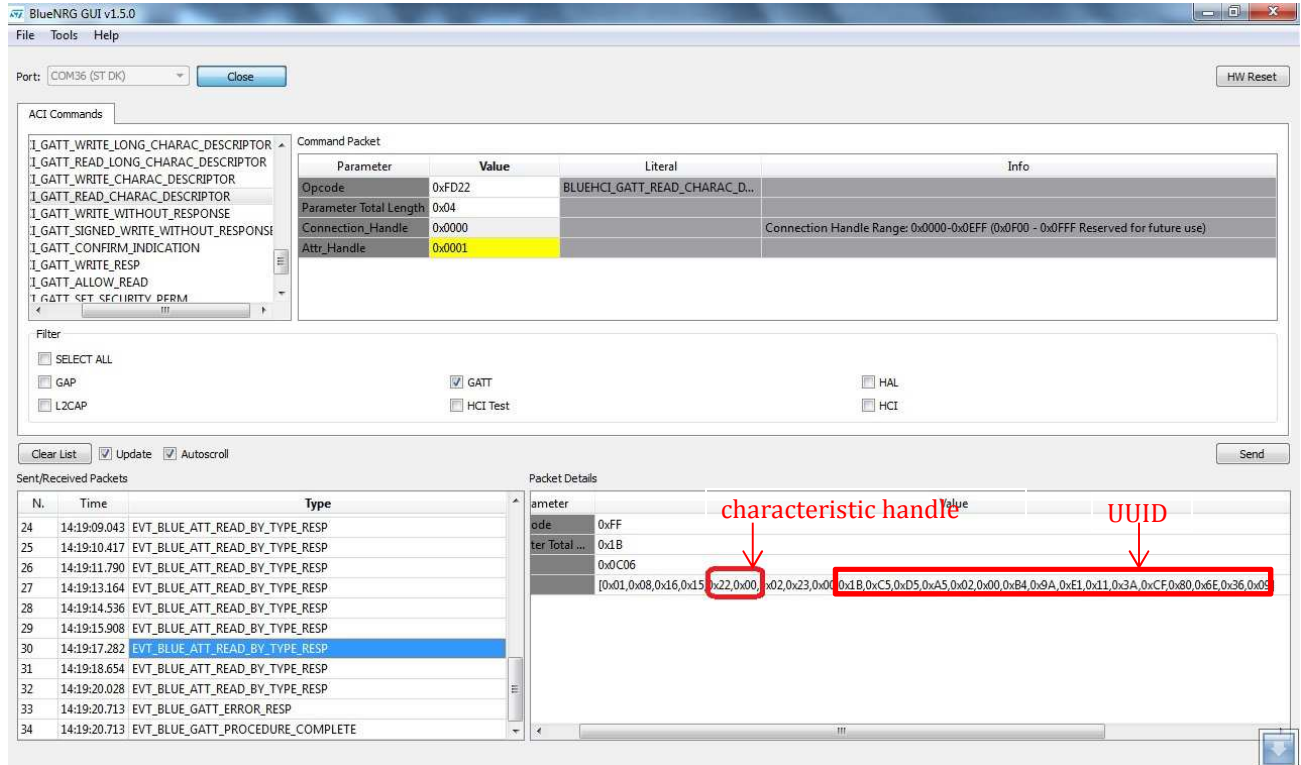 BlueNRG GUI v1.5.0
File Tools Help
Port: COM36 (ST DK) Close HW Reset
ACI Commands
I_GATT_WRITE_LONG_CHARAC_DESCRIPTOR
I_GATT_READ_LONG_CHARAC_DESCRIPTOR
I_GATT_WRITE_CHARAC_DESCRIPTOR
I_GATT_READ_CHARAC_DESCRIPTOR
I_GATT_WRITE_WITHOUT_RESPONSE
I_GATT_SIGNED_WRITE_WITHOUT_RESPONSE
I_GATT_CONFIRM_INDICATION
I_GATT_WRITE_RESP
I_GATT_ALLOW_READ
I_GATT_SET_SECURITY_PERM
Command Packet
Parameter Value Literal Info
Opcode 0xFD22 BLUEHCI_GATT_READ_CHARAC_D...
Parameter Total Length 0x04
Connection_Handle 0x0000 Connection Handle Range: 0x0000-0x0EFF (0x0F00 - 0x0FFF Reserved for future use)
Attr_Handle 0x0001
Filter
SELECT ALL
GAP GATT HAL
L2CAP HCI Test HCI
Clear List Update Autoscroll Send
Sent/Received Packets
N. Time Type
24 14:19:09.043 EVT_BLUE_ATT_READ_BY_TYPE_RESP
25 14:19:10.417 EVT_BLUE_ATT_READ_BY_TYPE_RESP
26 14:19:11.790 EVT_BLUE_ATT_READ_BY_TYPE_RESP
27 14:19:13.164 EVT_BLUE_ATT_READ_BY_TYPE_RESP
28 14:19:14.536 EVT_BLUE_ATT_READ_BY_TYPE_RESP
29 14:19:15.908 EVT_BLUE_ATT_READ_BY_TYPE_RESP
30 14:19:17.282 EVT_BLUE_ATT_READ_BY_TYPE_RESP
31 14:19:18.654 EVT_BLUE_ATT_READ_BY_TYPE_RESP
32 14:19:20.028 EVT_BLUE_ATT_READ_BY_TYPE_RESP
33 14:19:20.713 EVT_BLUE_GATT_ERROR_RESP
34 14:19:20.713 EVT_BLUE_GATT_PROCEDURE_COMPLETE
Packet Details
ameter Value
characteristic handle UUID
ode 0xFF
ter Total ... 0x1B
0x0C06
[0x01,0x08,0x16,0x15,0x22,0x00,0x02,0x23,0x00,0x1B,0xC5,0xD5,0xA5,0x02,0x00,0xB4,0x9A,0xE1,0x11,0x3A,0xCF,0x80,0x6E,0x36,0x09